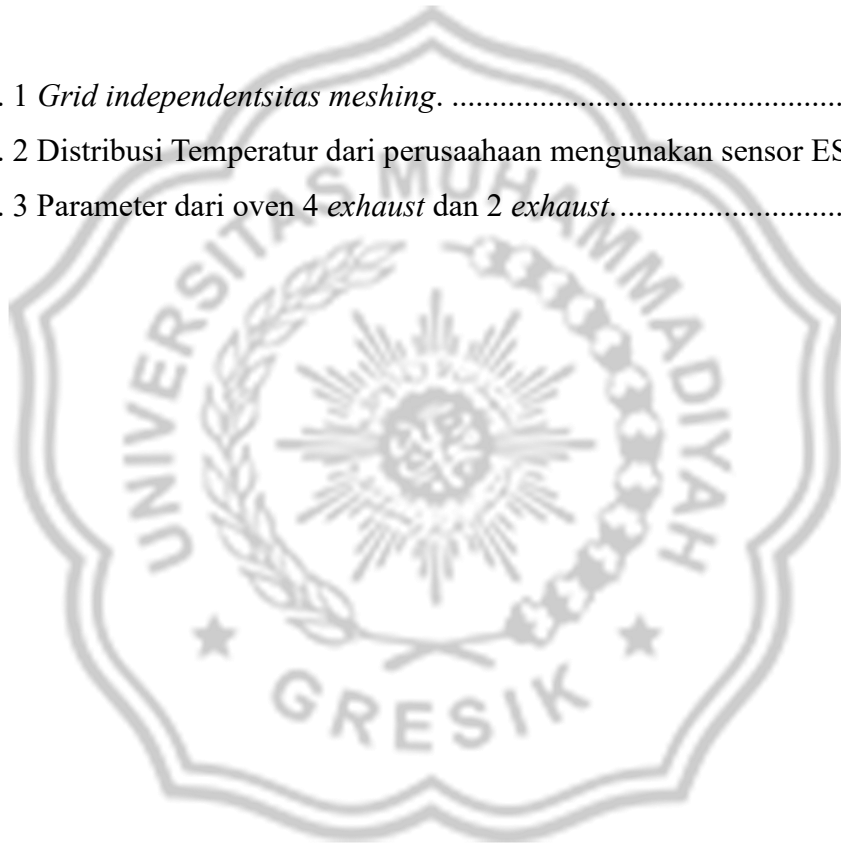 . 1 Grid independentsitas meshing. ................................................
. 2 Distribusi Temperatur dari perusaahaan mengunakan sensor ES
. 3 Parameter dari oven 4 exhaust dan 2 exhaust.............................
UNIVERSITAS MUHAMMADIYAH
GRESIK